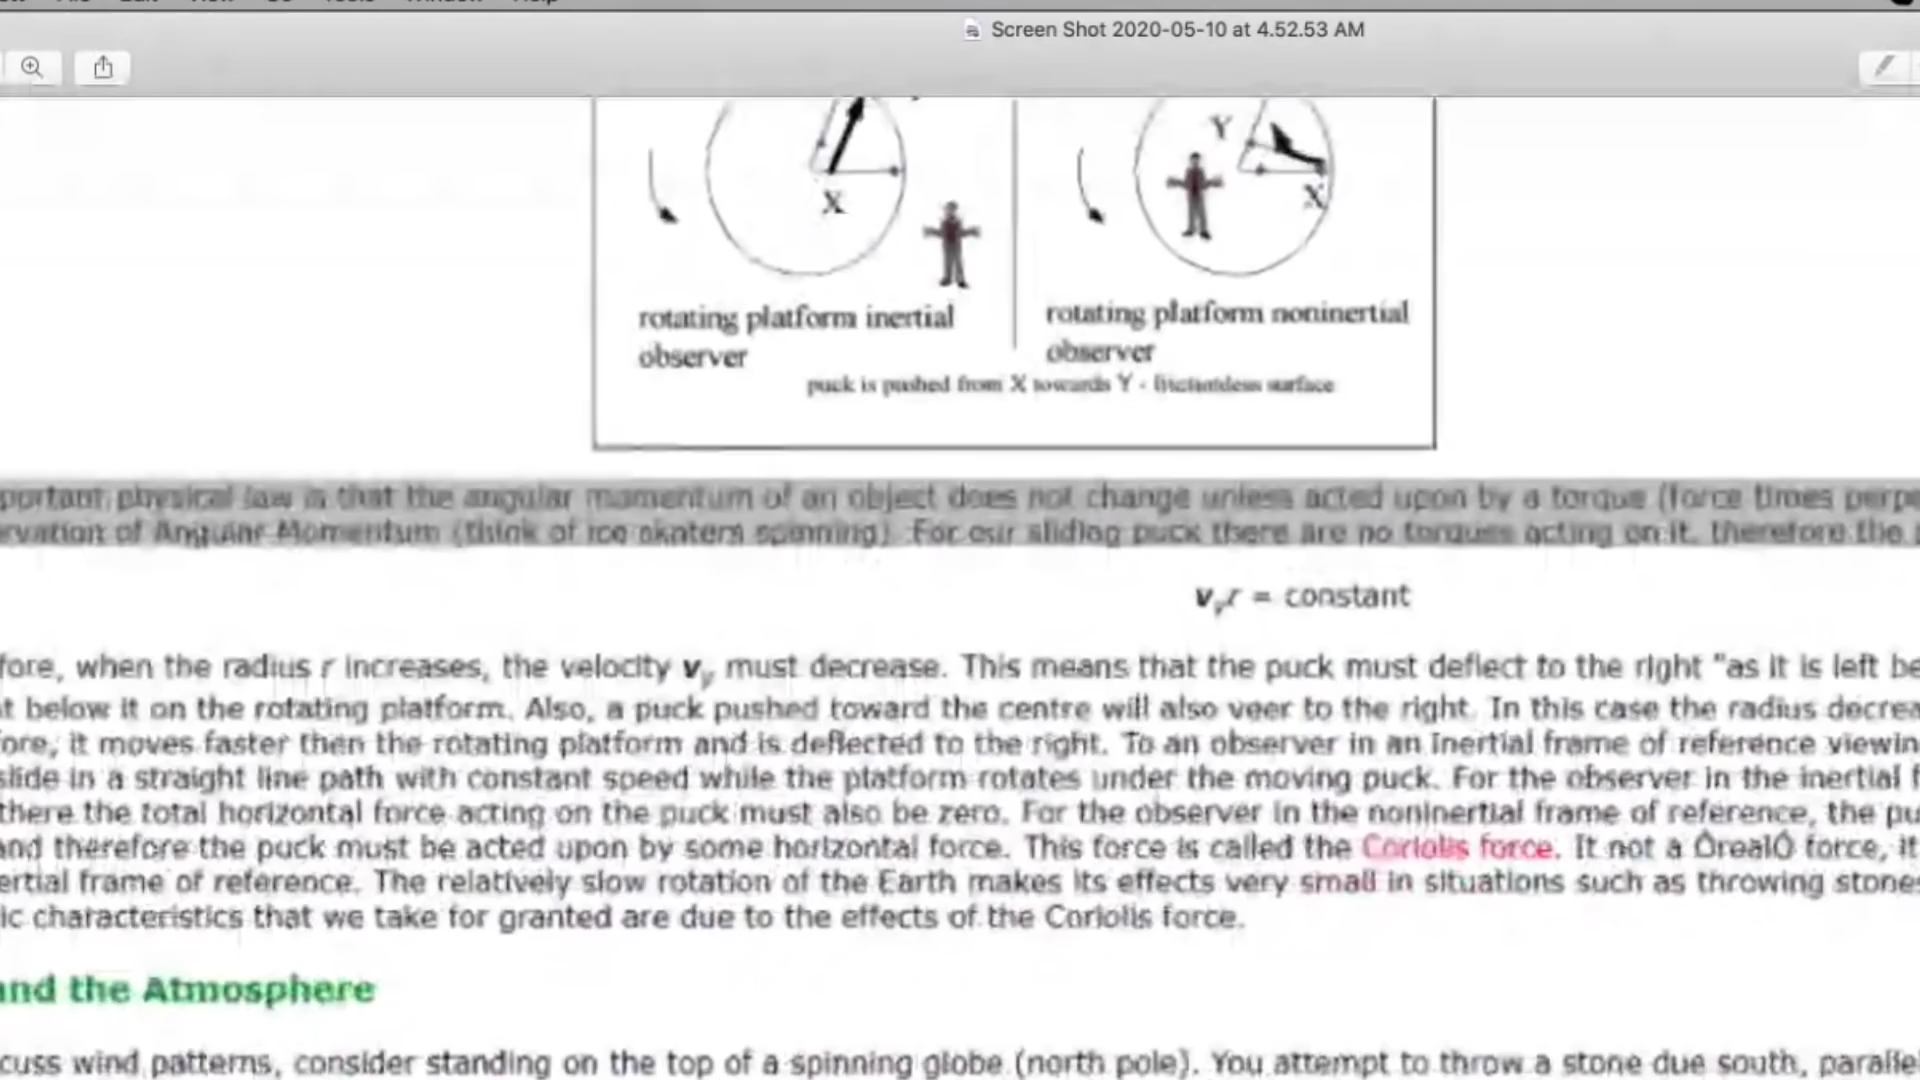 Screen Shot 2020-05-10 at 4.52.53 AM
X
Y
X
rotating platform inertial
observer
rotating platform noninertial
observer
puck is pushed from X towards Y - frictionless surface
portant physical law is that the angular momentum of an object does not change unless acted upon by a torque (force times perpe
rvation of Angular Momentum (think of ice skaters spinning). For our sliding puck there are no torques acting on it, therefore the
vyr = constant
fore, when the radius r increases, the velocity vy must decrease. This means that the puck must deflect to the right "as it is left be
t below it on the rotating platform. Also, a puck pushed toward the centre will also veer to the right. In this case the radius decrea
ore, it moves faster then the rotating platform and is deflected to the right. To an observer in an inertial frame of reference viewin
slide in a straight line path with constant speed while the platform rotates under the moving puck. For the observer in the inertial f
there the total horizontal force acting on the puck must also be zero. For the observer in the noninertial frame of reference, the pu
and therefore the puck must be acted upon by some horizontal force. This force is called the Coriolis force. It not a ÒrealÓ force, it
ertial frame of reference. The relatively slow rotation of the Earth makes its effects very small in situations such as throwing stones
ic characteristics that we take for granted are due to the effects of the Coriolis force.
and the Atmosphere
cuss wind patterns, consider standing on the top of a spinning globe (north pole). You attempt to throw a stone due south, paralle